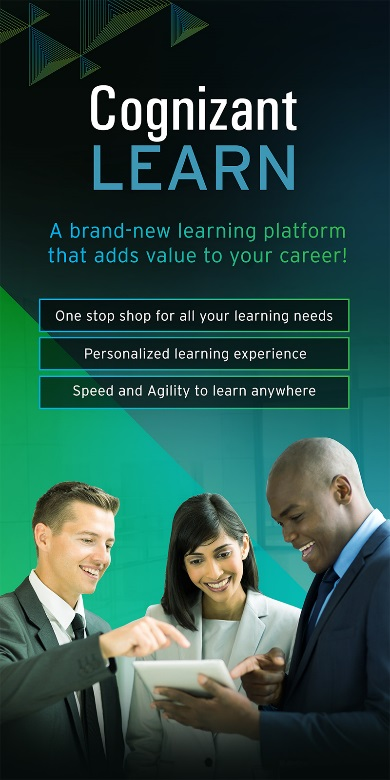 Cognizant
LEARN
A brand-new learning platform
that adds value to your career!
One stop shop for all your learning needs
Personalized learning experience
Speed and Agility to learn anywhere